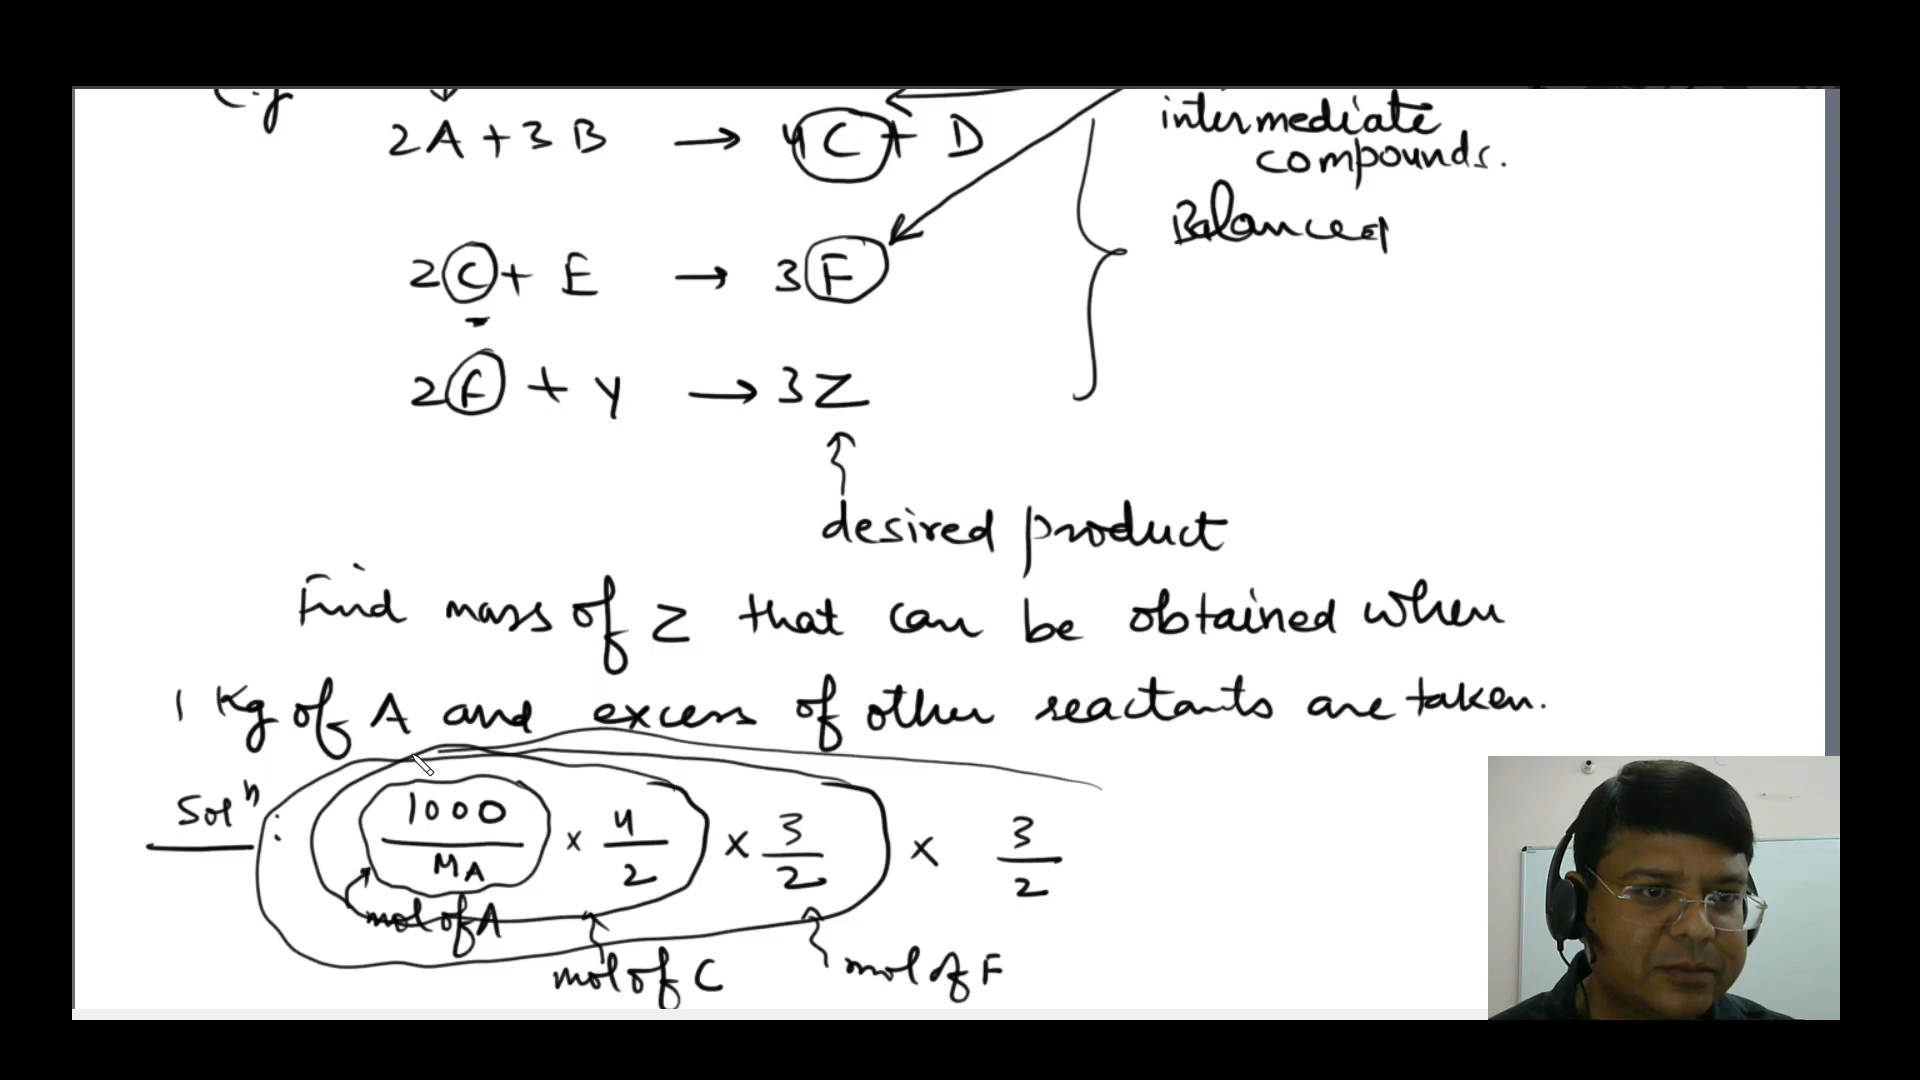 e.g
2A + 3B → 4C + D
intermediate
compounds.
Balanced
2C + E → 3F
2F + Y → 3Z
desired product
Find mass of Z that can be obtained when
1 Kg of A and excess of other reactants are taken.
Solⁿ : 1000/MA × 4/2 × 3/2 × 3/2
mol of A
mol of C
mol of F